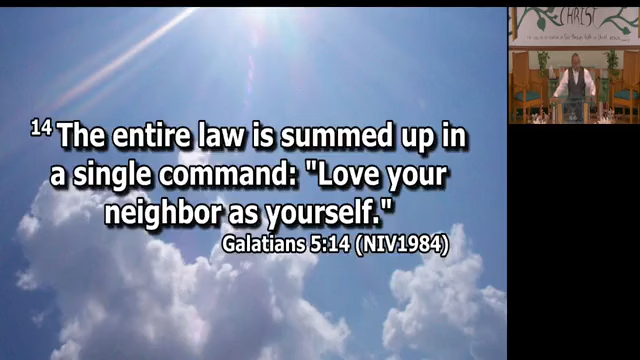 14 The entire law is summed up in
a single command: "Love your
neighbor as yourself."
Galatians 5:14 (NIV1984)
CHRIST